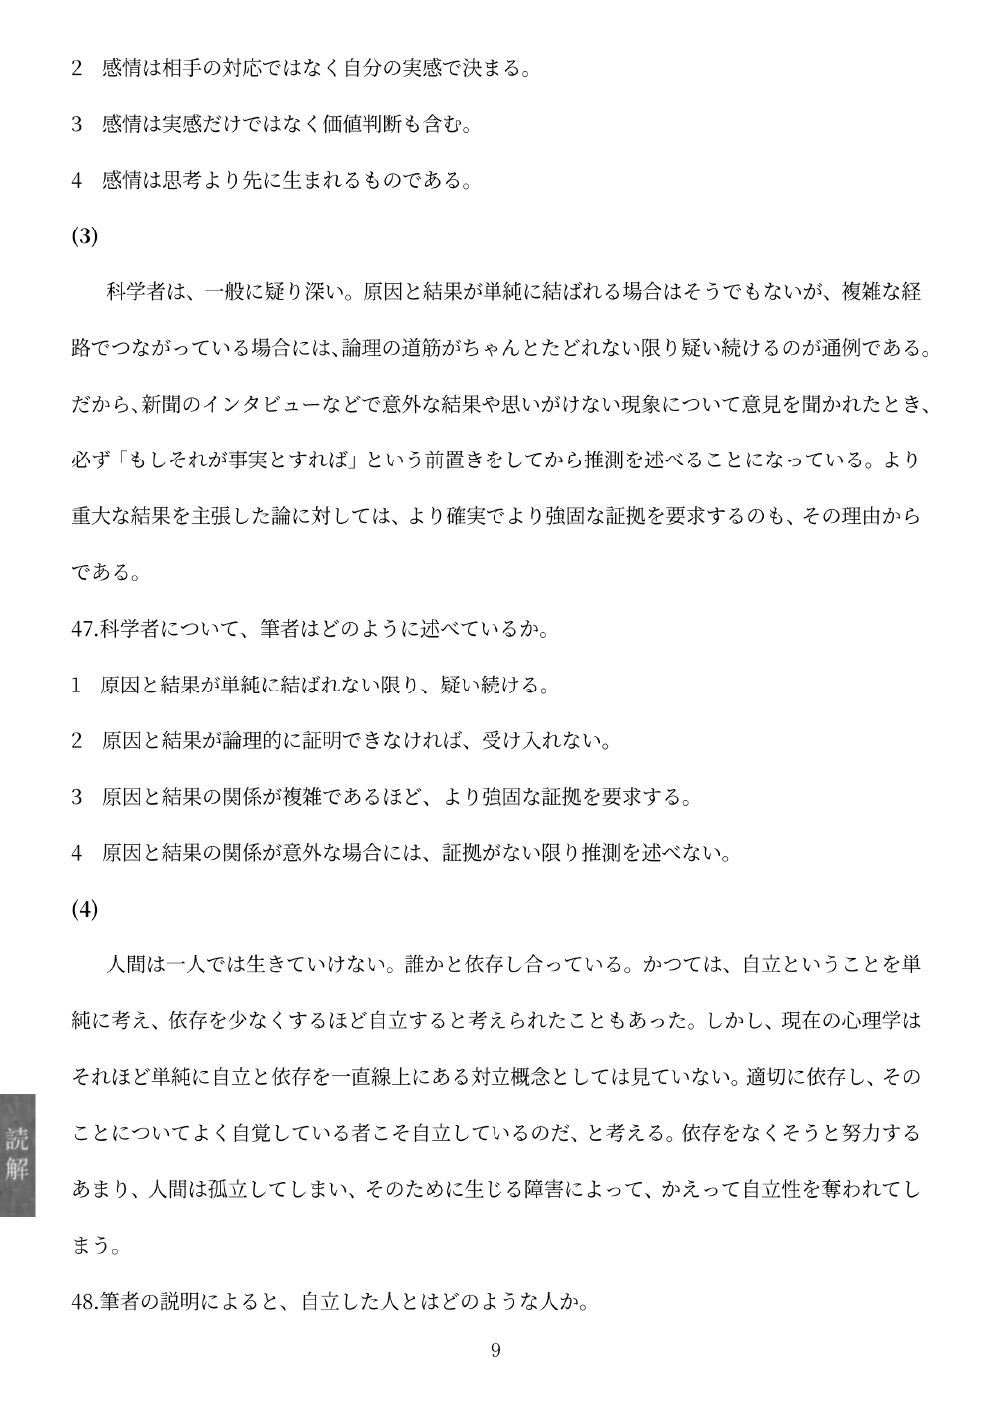 2　感情は相手の対応ではなく自分の実感で決まる。
3　感情は実感だけではなく価値判断も含む。
4　感情は思考より先に生まれるものである。
(3)
科学者は、一般に疑り深い。原因と結果が単純に結ばれる場合はそうでもないが、複雑な経
路でつながっている場合には、論理の道筋がちゃんとたどれない限り疑い続けるのが通例である。
だから、新聞のインタビューなどで意外な結果や思いがけない現象について意見を聞かれたとき、
必ず「もしそれが事実とすれば」という前置きをしてから推測を述べることになっている。より
重大な結果を主張した論に対しては、より確実でより強固な証拠を要求するのも、その理由から
である。
47.科学者について、筆者はどのように述べているか。
1　原因と結果が単純に結ばれない限り、疑い続ける。
2　原因と結果が論理的に証明できなければ、受け入れない。
3　原因と結果の関係が複雑であるほど、より強固な証拠を要求する。
4　原因と結果の関係が意外な場合には、証拠がない限り推測を述べない。
(4)
人間は一人では生きていけない。誰かと依存し合っている。かつては、自立ということを単
純に考え、依存を少なくするほど自立すると考えられたこともあった。しかし、現在の心理学は
それほど単純に自立と依存を一直線上にある対立概念としては見ていない。適切に依存し、その
ことについてよく自覚している者こそ自立しているのだ、と考える。依存をなくそうと努力する
あまり、人間は孤立してしまい、そのために生じる障害によって、かえって自立性を奪われてし
まう。
48.筆者の説明によると、自立した人とはどのような人か。
読解
9